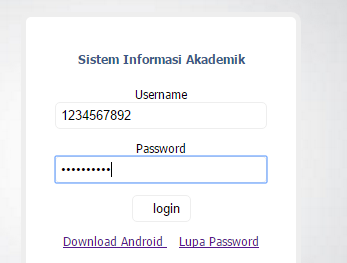 Sistem Informasi Akademik
Username
1234567892
Password
••••••••••
login
Download Android Lupa Password